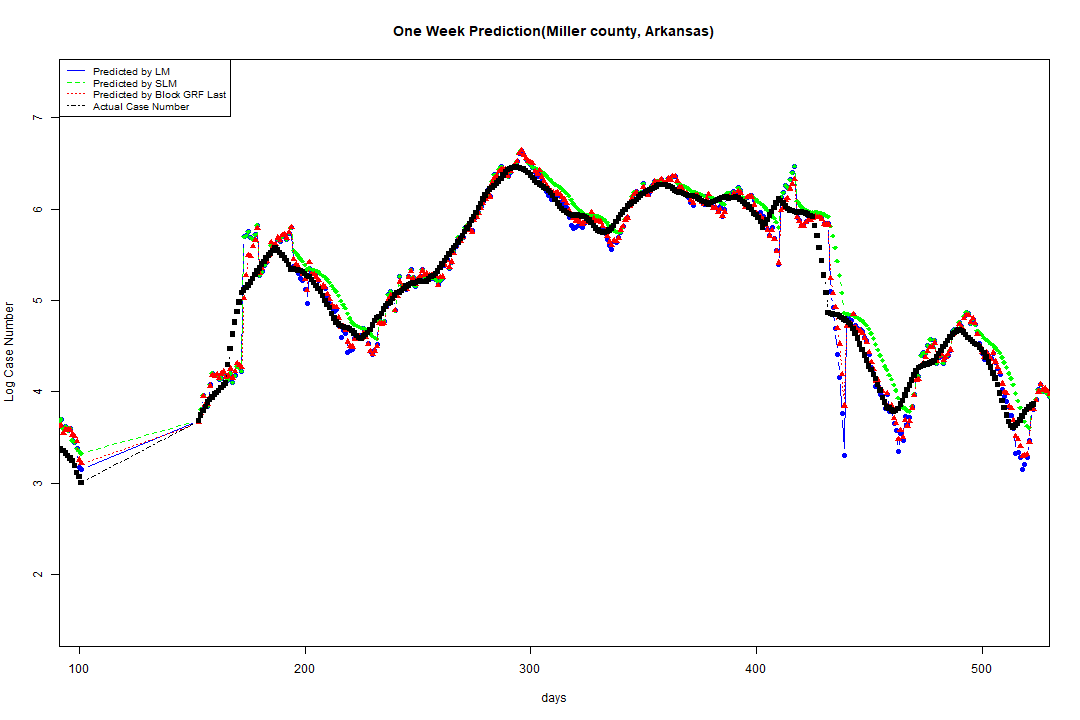 One Week Prediction(Miller county, Arkansas)
Predicted by LM
Predicted by SLM
Predicted by Block GRF Last
Actual Case Number
Log Case Number
7
6
5
4
3
2
100 200 300 400 500
days